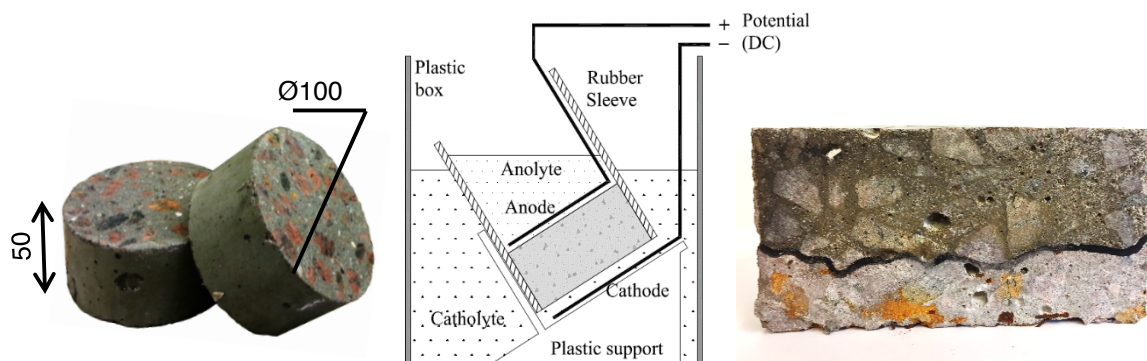 Ø100
50
+ Potential
− (DC)
Plastic
box
Rubber
Sleeve
Anolyte
Anode
Cathode
Catholyte
Plastic support